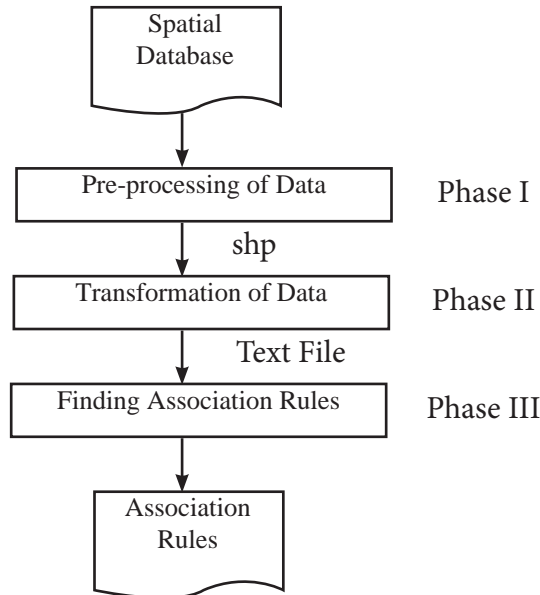 Spatial
Database
Pre-processing of Data
Phase I
shp
Transformation of Data
Phase II
Text File
Finding Association Rules
Phase III
Association
Rules